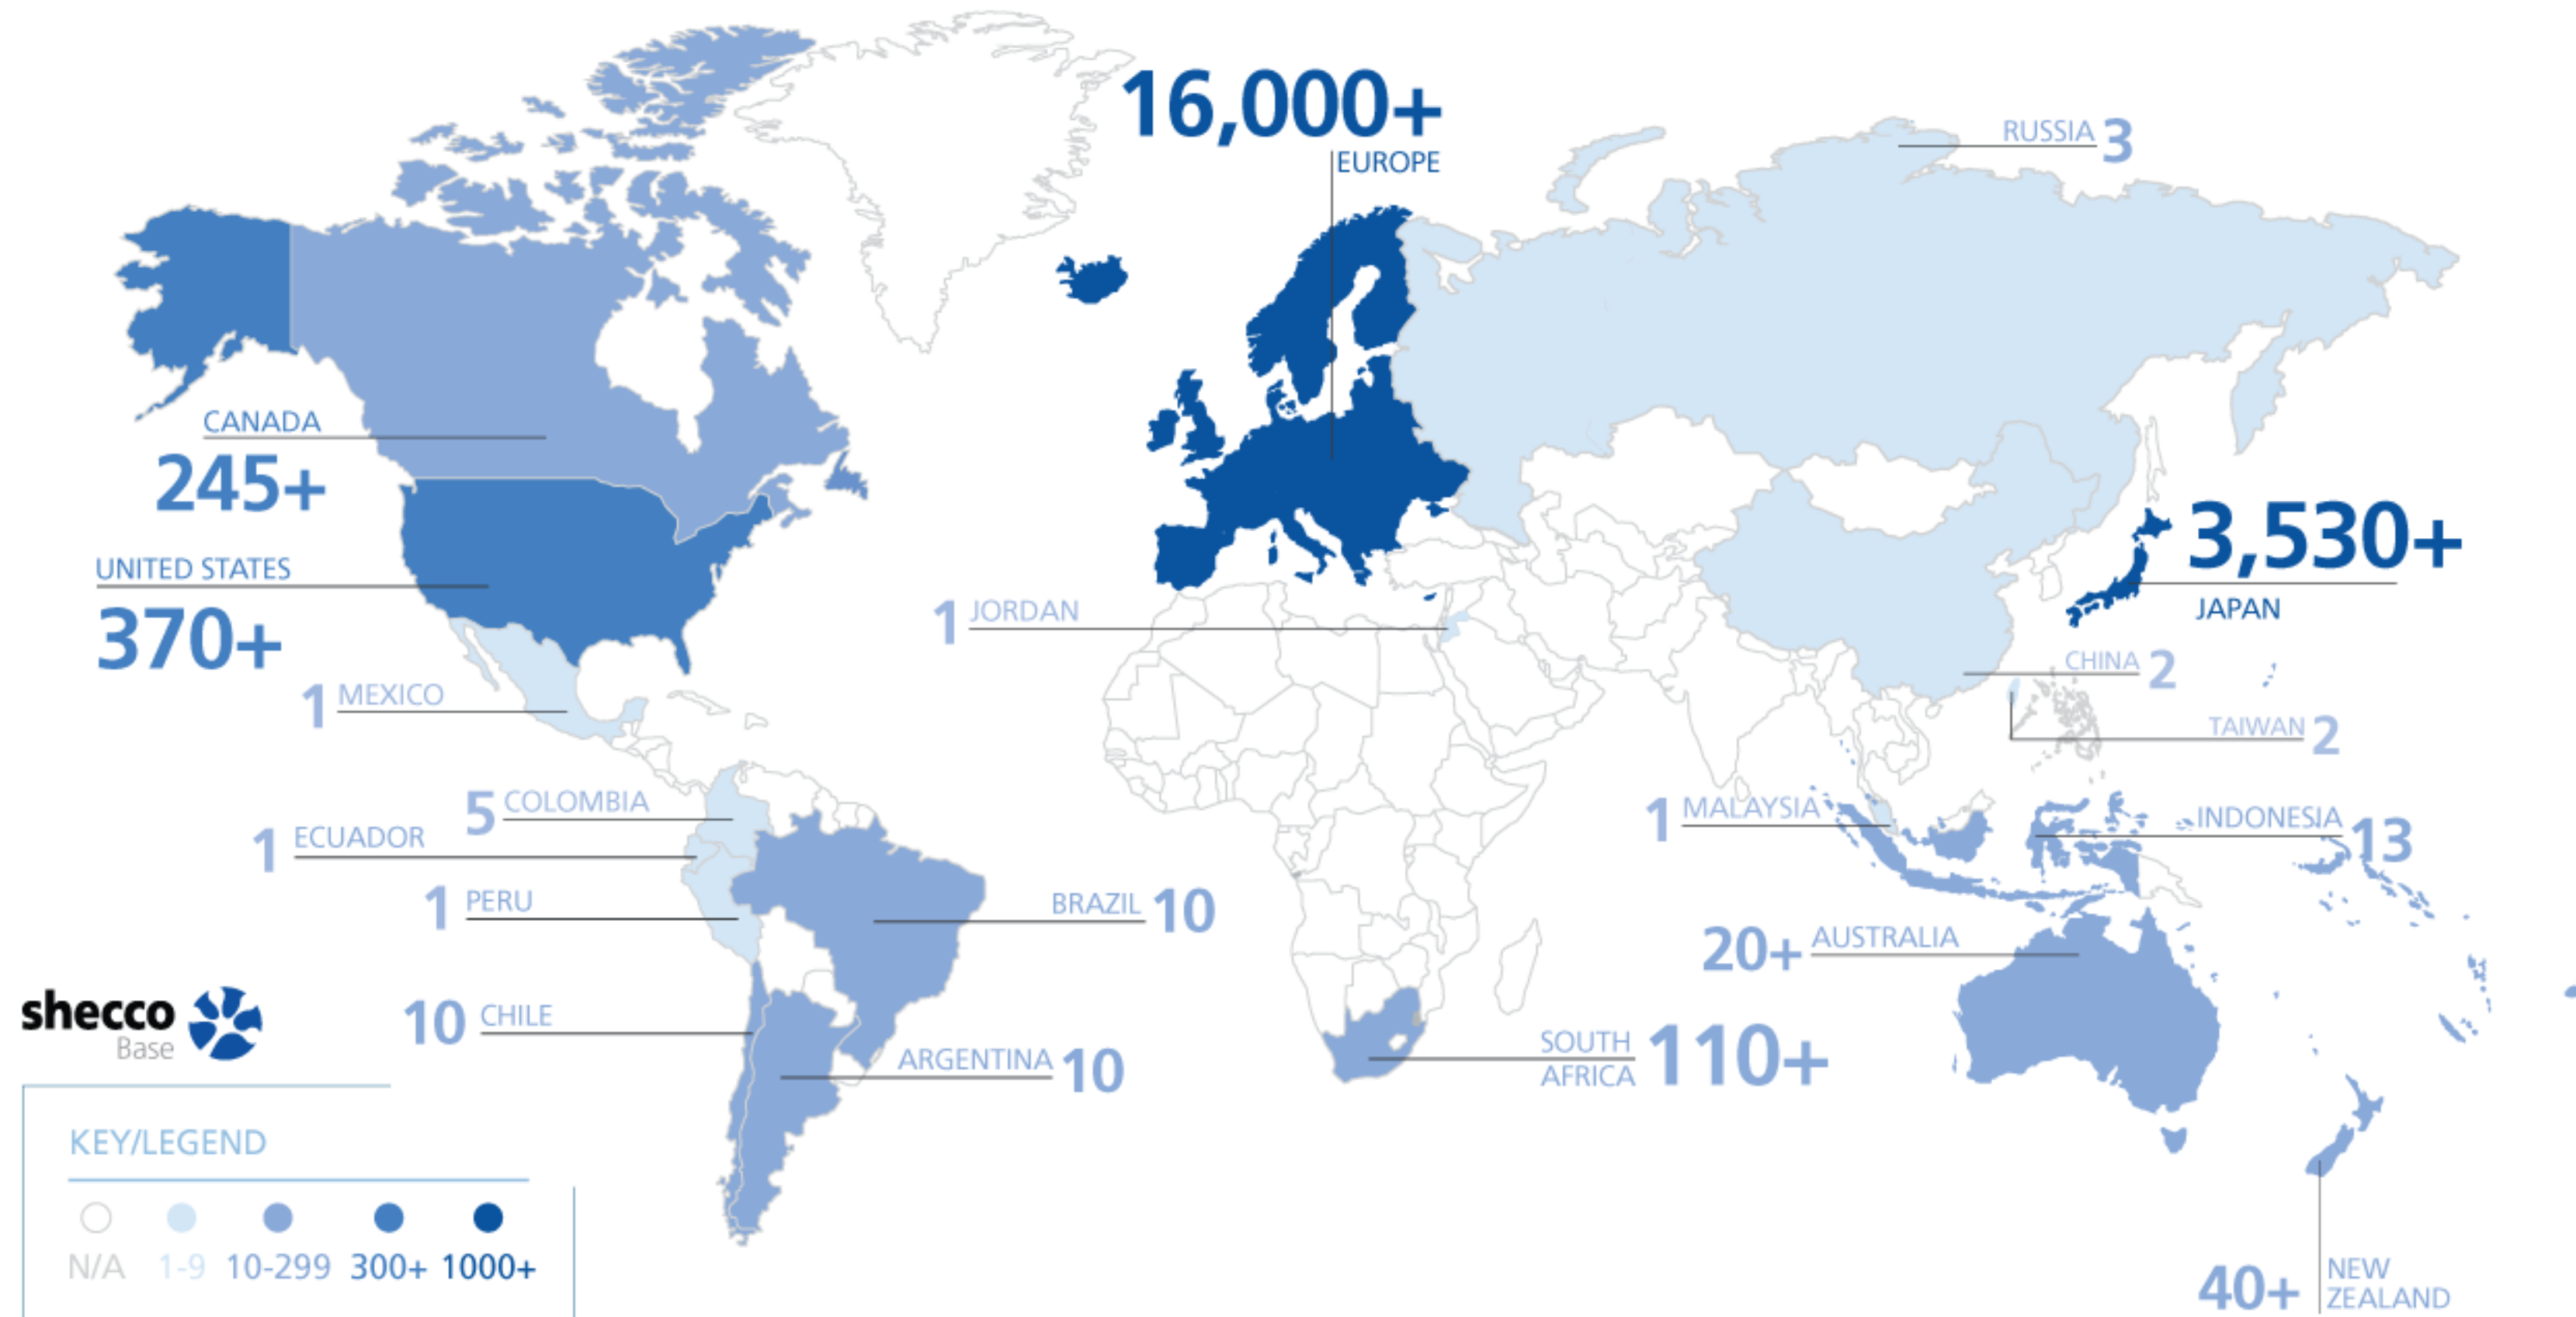 16,000+
EUROPE
RUSSIA 3
CANADA
245+
UNITED STATES
370+
3,530+
JAPAN
1 JORDAN
1 MEXICO
CHINA 2
TAIWAN 2
5 COLOMBIA
1 ECUADOR
1 MALAYSIA
INDONESIA 13
1 PERU
BRAZIL 10
20+ AUSTRALIA
10 CHILE
ARGENTINA 10
SOUTH
AFRICA 110+
shecco
Base
KEY/LEGEND
N/A 1-9 10-299 300+ 1000+
40+ NEW
ZEALAND